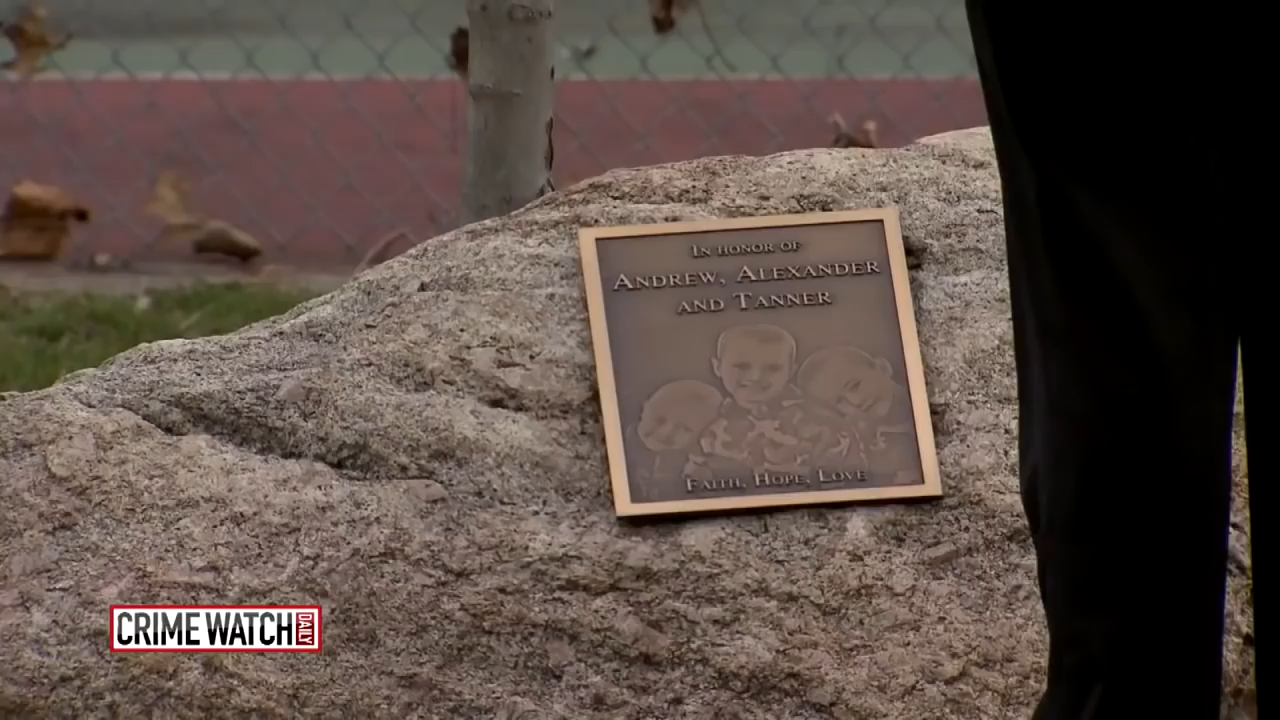 In honor of
Andrew, Alexander
and Tanner
Faith, Hope, Love
CRIME WATCH DAILY